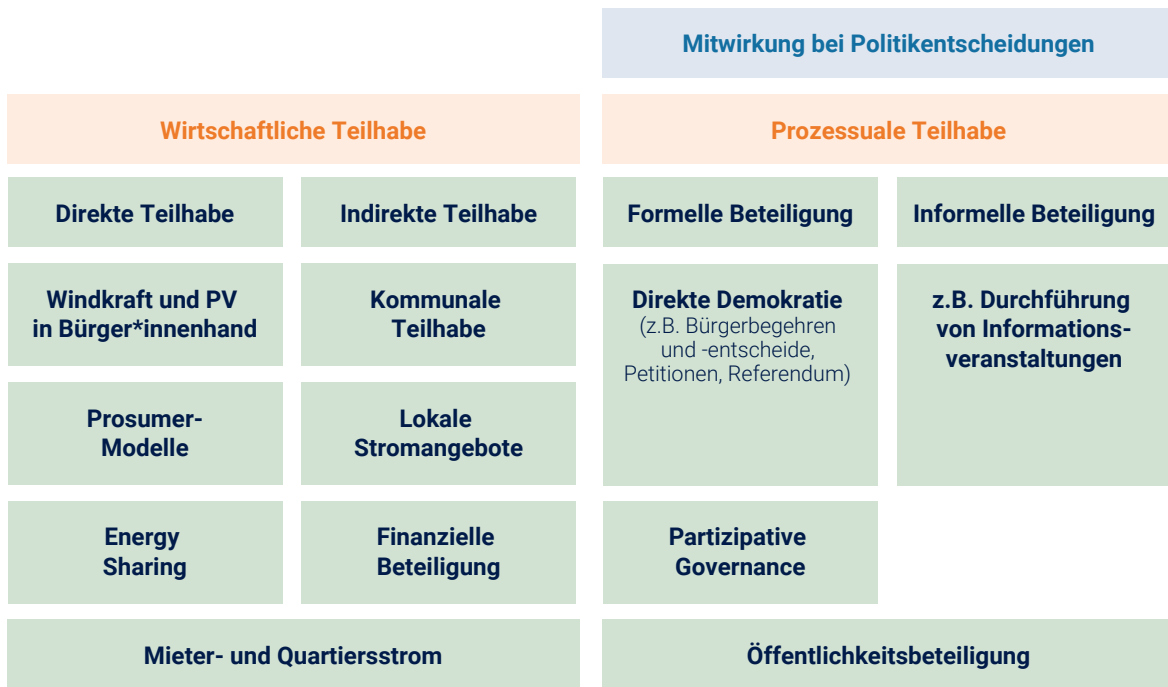 Mitwirkung bei Politikentscheidungen
Wirtschaftliche Teilhabe
Prozessuale Teilhabe
Direkte Teilhabe
Indirekte Teilhabe
Formelle Beteiligung
Informelle Beteiligung
Windkraft und PV
in Bürger*innenhand
Kommunale
Teilhabe
Direkte Demokratie
(z.B. Bürgerbegehren
und -entscheide,
Petitionen, Referendum)
z.B. Durchführung
von Informations-
veranstaltungen
Prosumer-
Modelle
Lokale
Stromangebote
Energy
Sharing
Finanzielle
Beteiligung
Partizipative
Governance
Mieter- und Quartiersstrom
Öffentlichkeitsbeteiligung